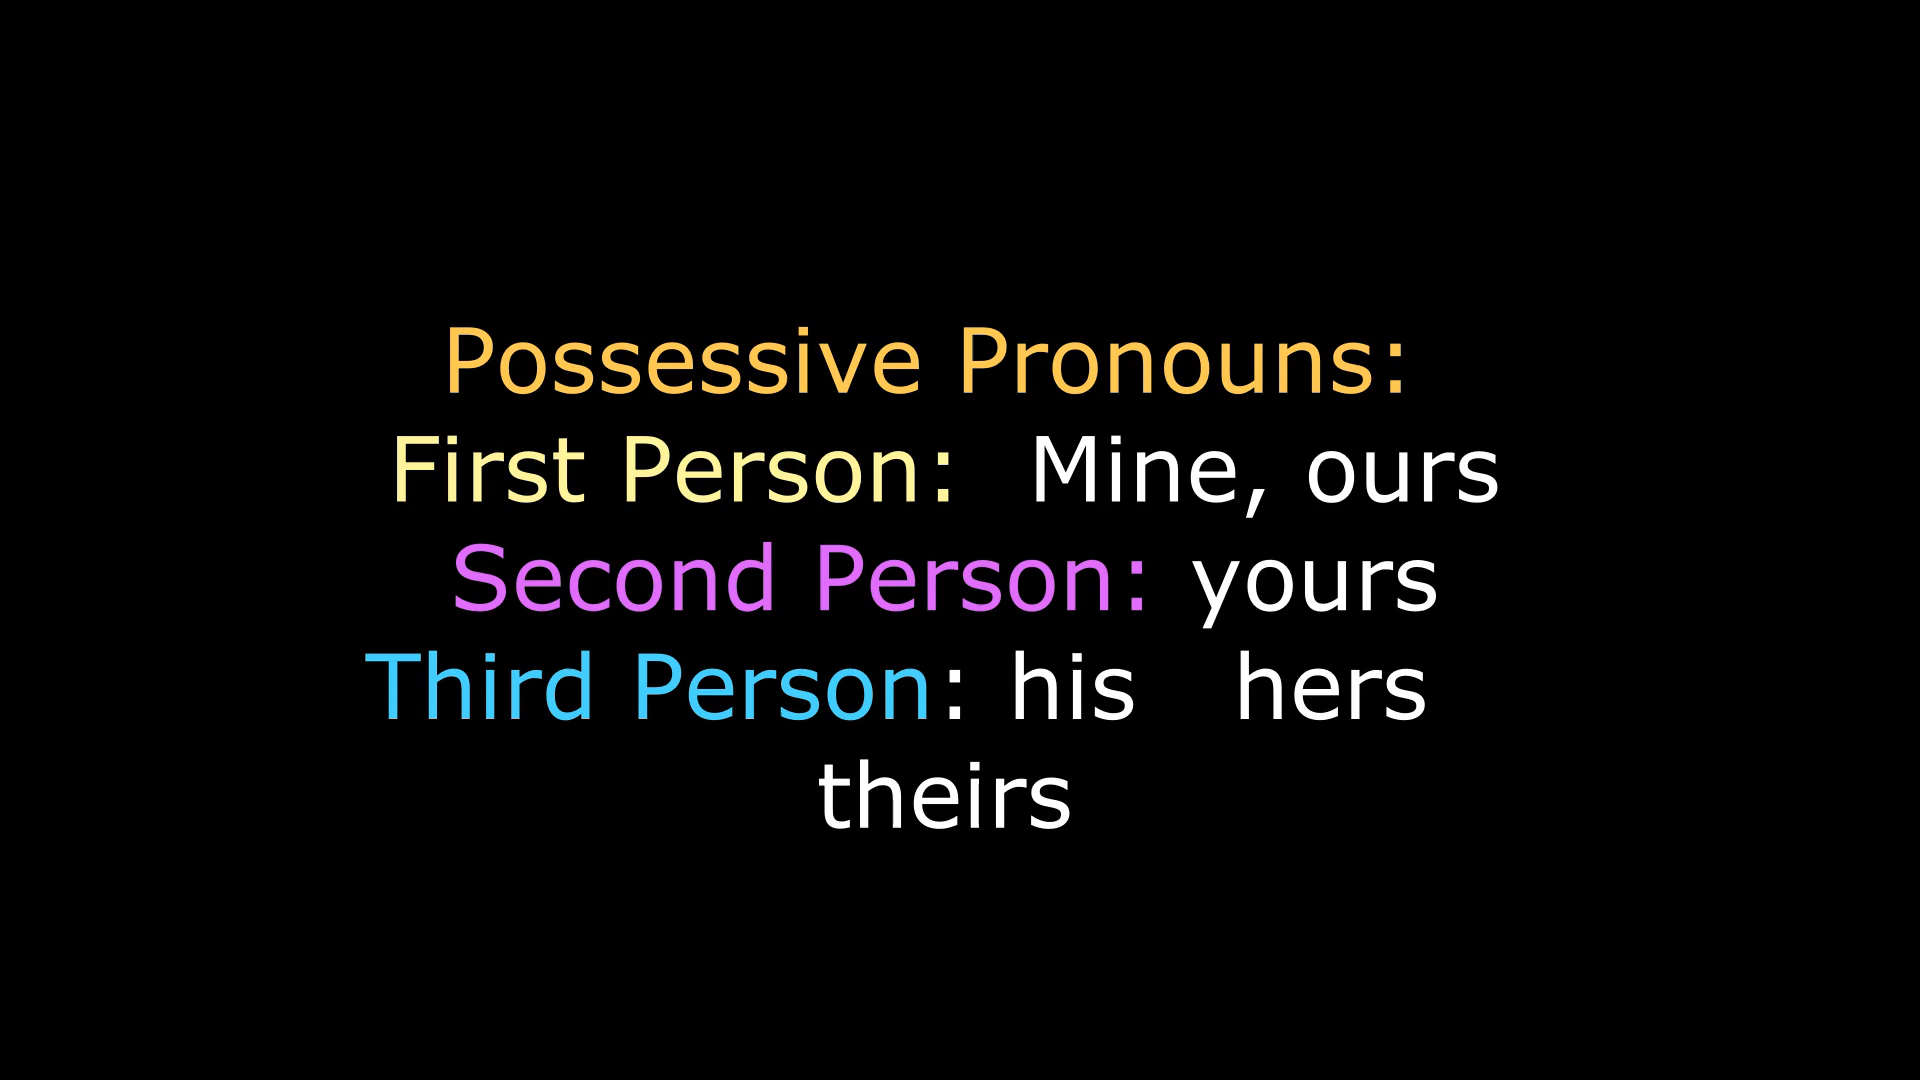 Possessive Pronouns:
First Person:  Mine, ours
Second Person: yours
Third Person: his   hers
theirs